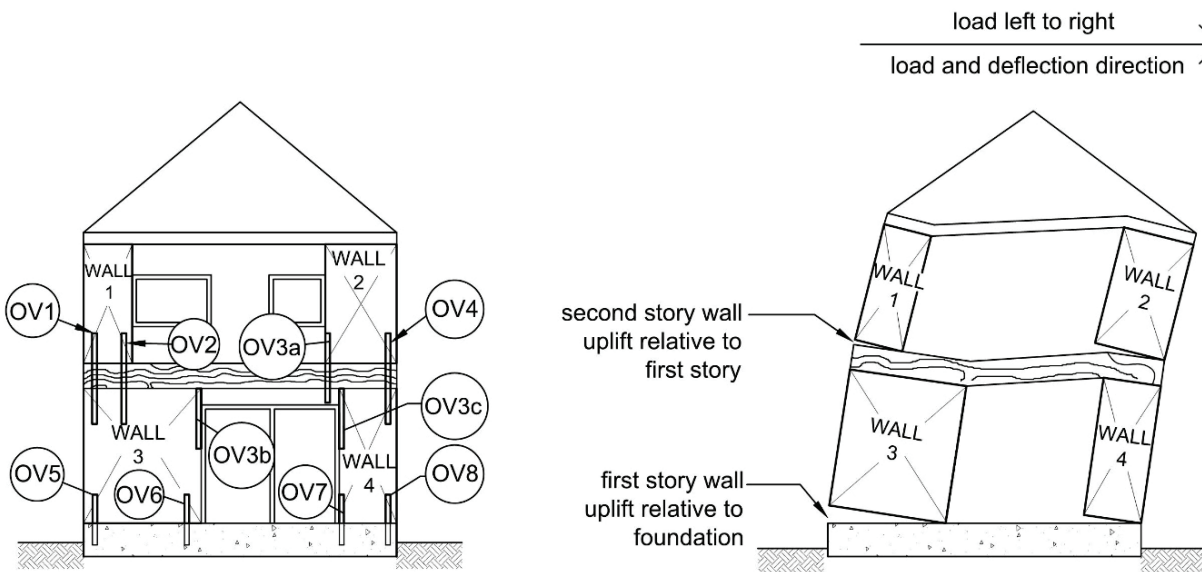 load left to right
load and deflection direction
WALL
1
WALL
2
OV1
OV2
OV3a
OV4
WALL
3
OV3b
OV3c
WALL
4
OV5
OV6
OV7
OV8
WALL
1
WALL
2
second story wall
uplift relative to
first story
WALL
3
WALL
4
first story wall
uplift relative to
foundation